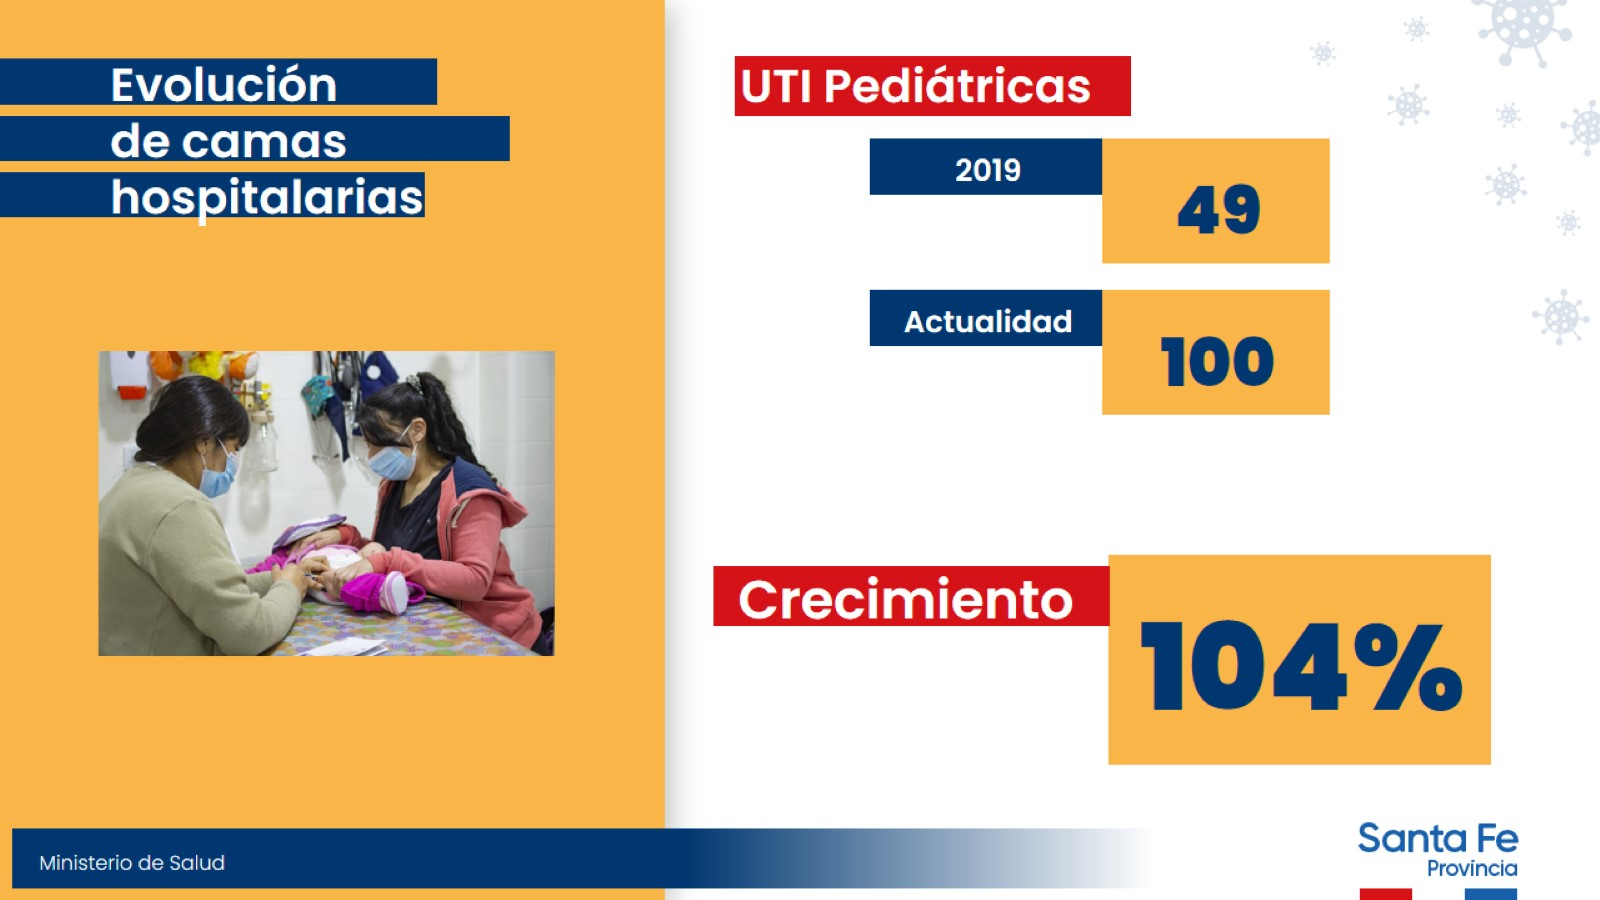 Evolución
de camas
hospitalarias
UTI Pediátricas
2019
49
Actualidad
100
Crecimiento
104%
Ministerio de Salud
Santa Fe
Provincia